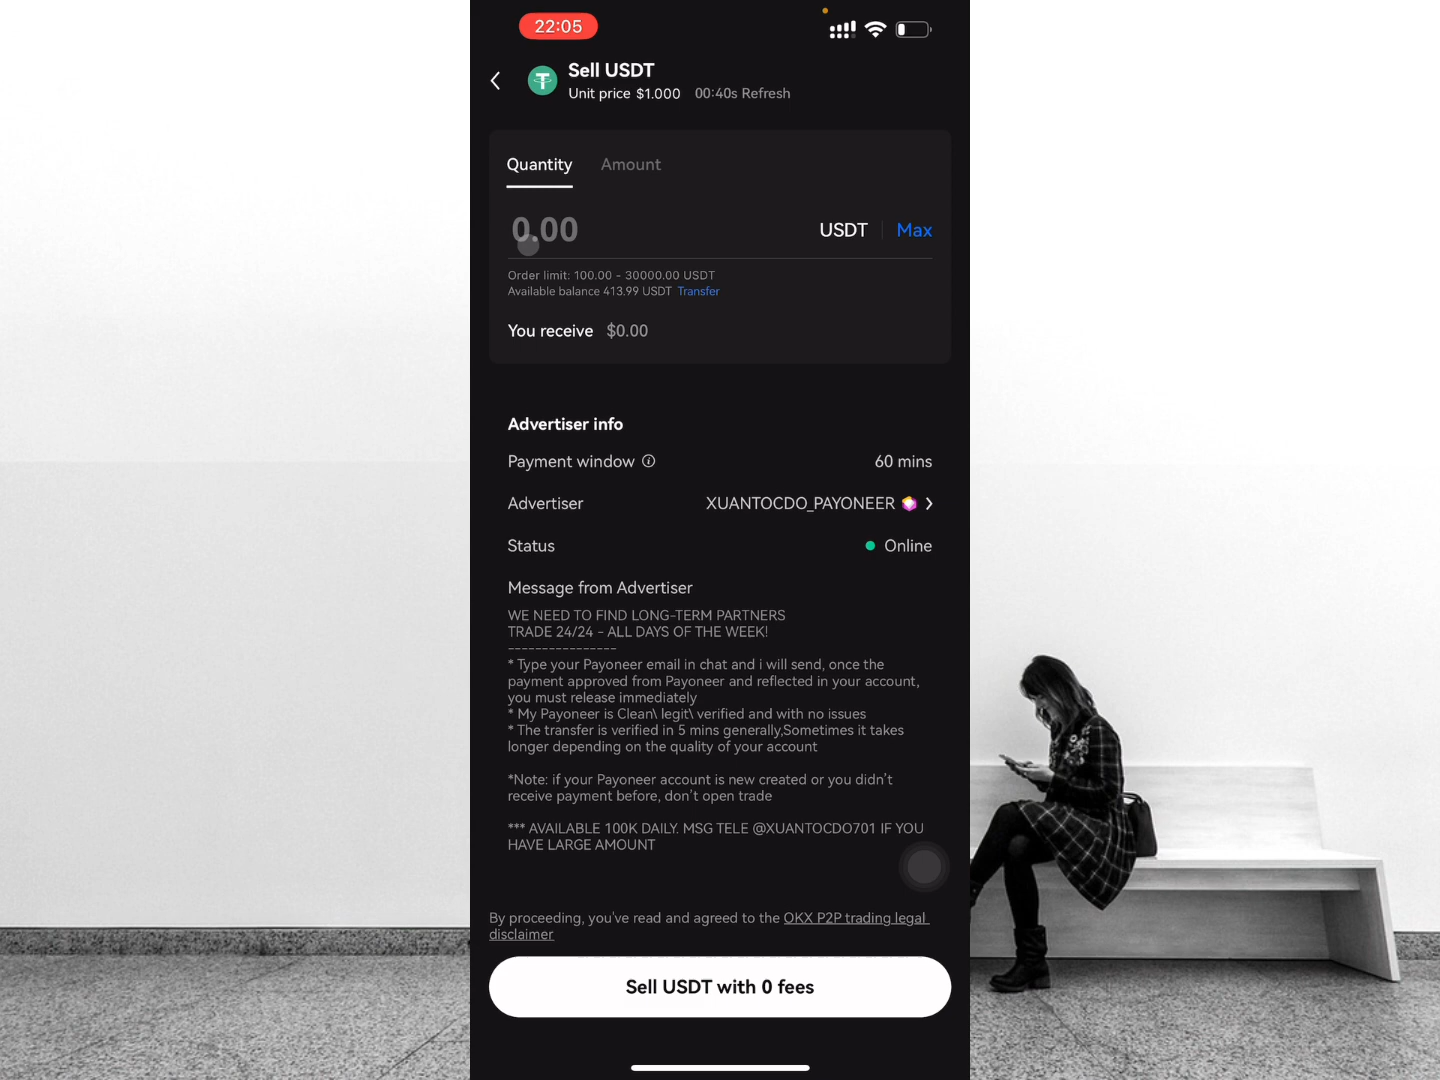 22:05
Sell USDT
Unit price $1.000 00:40s Refresh
Quantity Amount
0.00 USDT Max
Order limit: 100.00 - 30000.00 USDT
Available balance 413.99 USDT Transfer
You receive $0.00
Advertiser info
Payment window 60 mins
Advertiser XUANTOCDO_PAYONEER
Status Online
Message from Advertiser
WE NEED TO FIND LONG-TERM PARTNERS
TRADE 24/24 - ALL DAYS OF THE WEEK!
----------------
* Type your Payoneer email in chat and i will send, once the
payment approved from Payoneer and reflected in your account,
you must release immediately
* My Payoneer is Clean\ legit\ verified and with no issues
* The transfer is verified in 5 mins generally,Sometimes it takes
longer depending on the quality of your account
*Note: if your Payoneer account is new created or you didn't
receive payment before, don't open trade
*** AVAILABLE 100K DAILY. MSG TELE @XUANTOCDO701 IF YOU
HAVE LARGE AMOUNT
By proceeding, you've read and agreed to the OKX P2P trading legal
disclaimer
Sell USDT with 0 fees